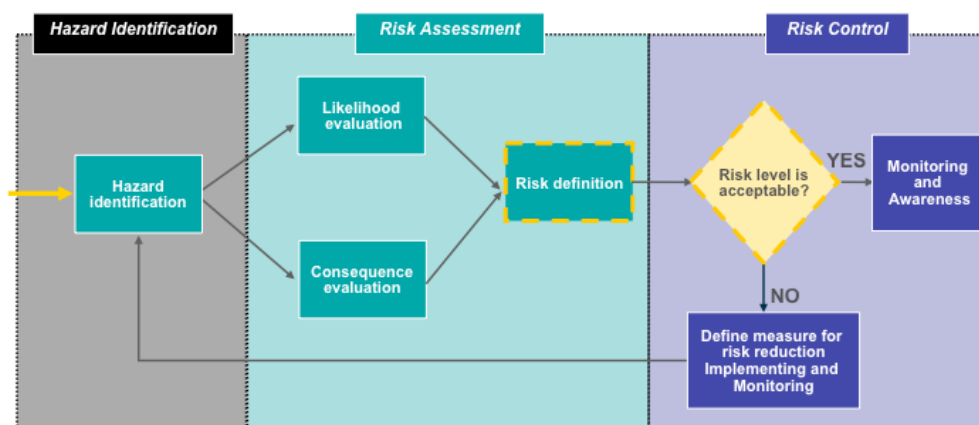 Hazard Identification
Risk Assessment
Risk Control
Hazard
identification
Likelihood
evaluation
Consequence
evaluation
Risk definition
Risk level is
acceptable?
YES
Monitoring
and
Awareness
NO
Define measure for
risk reduction
Implementing and
Monitoring